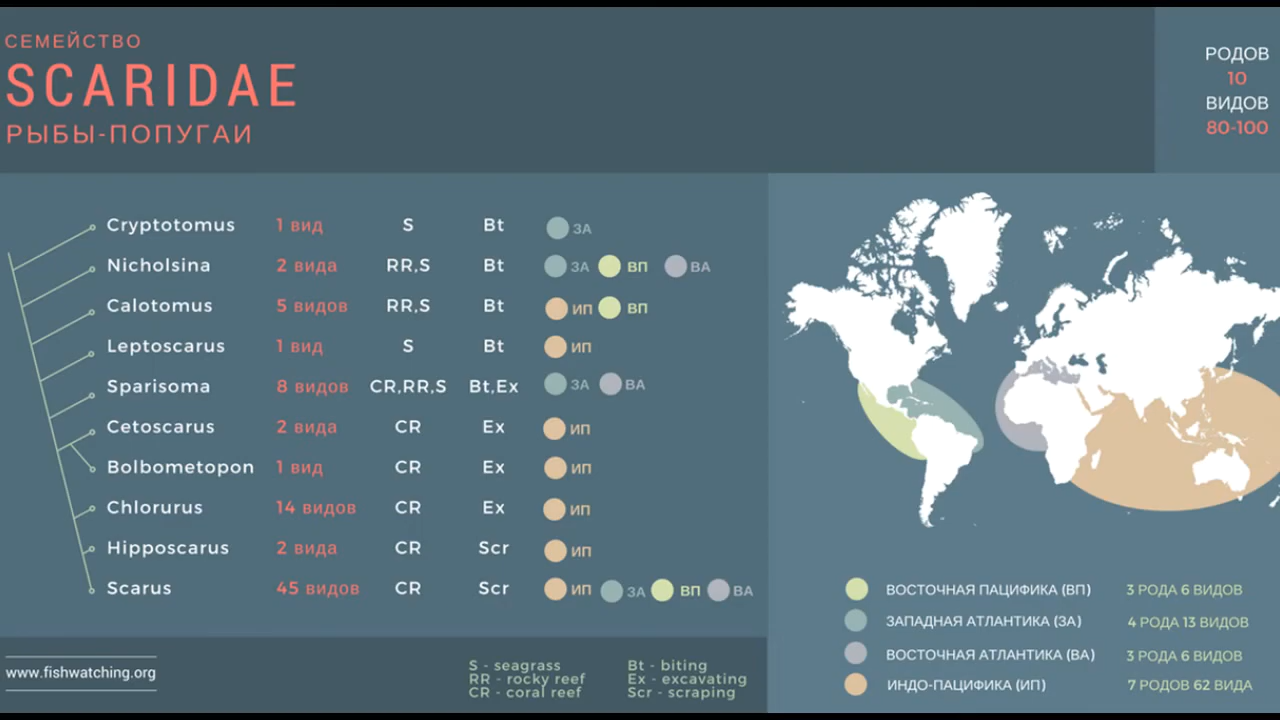 СЕМЕЙСТВО
SCARIDAE
РЫБЫ-ПОПУГАИ
РОДОВ
10
ВИДОВ
80-100
Cryptotomus 1 вид S Bt ЗА
Nicholsina 2 вида RR,S Bt ЗА ВП ВА
Calotomus 5 видов RR,S Bt ИП ВП
Leptoscarus 1 вид S Bt ИП
Sparisoma 8 видов CR,RR,S Bt,Ex ЗА ВА
Cetoscarus 2 вида CR Ex ИП
Bolbometopon 1 вид CR Ex ИП
Chlorurus 14 видов CR Ex ИП
Hipposcarus 2 вида CR Scr ИП
Scarus 45 видов CR Scr ИП ЗА ВП ВА
ВОСТОЧНАЯ ПАЦИФИКА (ВП) 3 РОДА 6 ВИДОВ
ЗАПАДНАЯ АТЛАНТИКА (ЗА) 4 РОДА 13 ВИДОВ
ВОСТОЧНАЯ АТЛАНТИКА (ВА) 3 РОДА 6 ВИДОВ
ИНДО-ПАЦИФИКА (ИП) 7 РОДОВ 62 ВИДА
www.fishwatching.org
S - seagrass
RR - rocky reef
CR - coral reef
Bt - biting
Ex - excavating
Scr - scraping